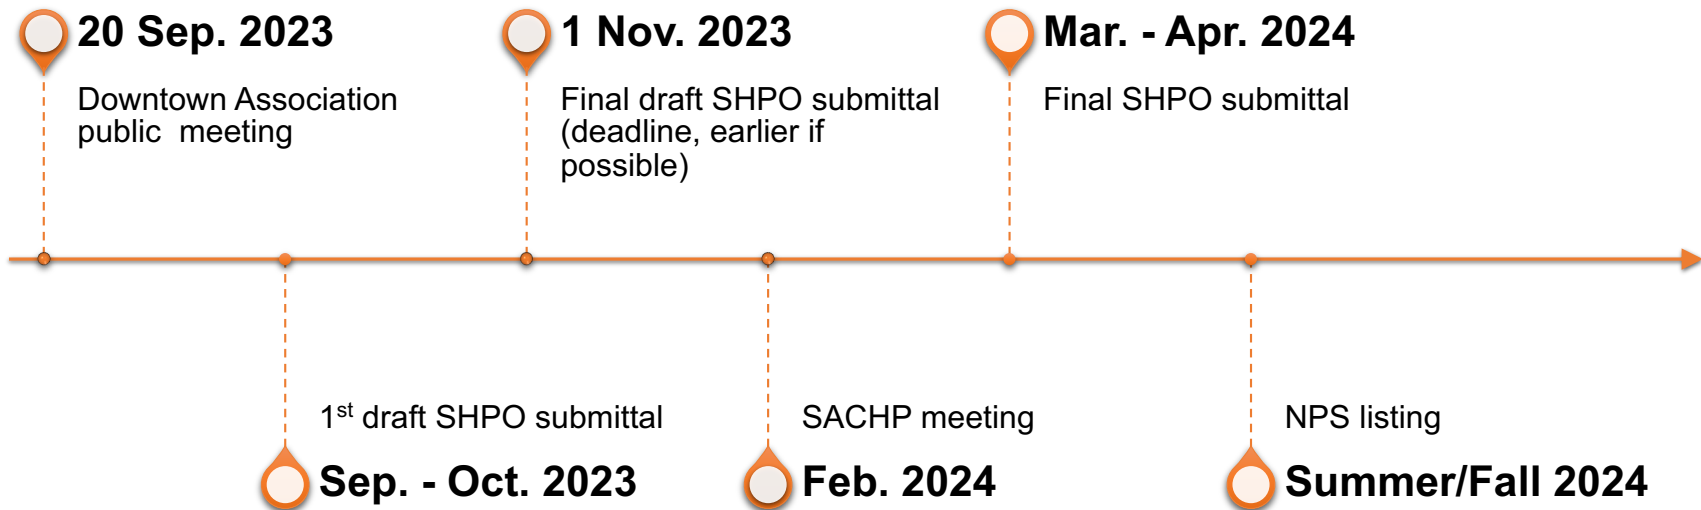 20 Sep. 2023
Downtown Association
public  meeting
1 Nov. 2023
Final draft SHPO submittal
(deadline, earlier if
possible)
Mar. - Apr. 2024
Final SHPO submittal
1st draft SHPO submittal
Sep. - Oct. 2023
SACHP meeting
Feb. 2024
NPS listing
Summer/Fall 2024